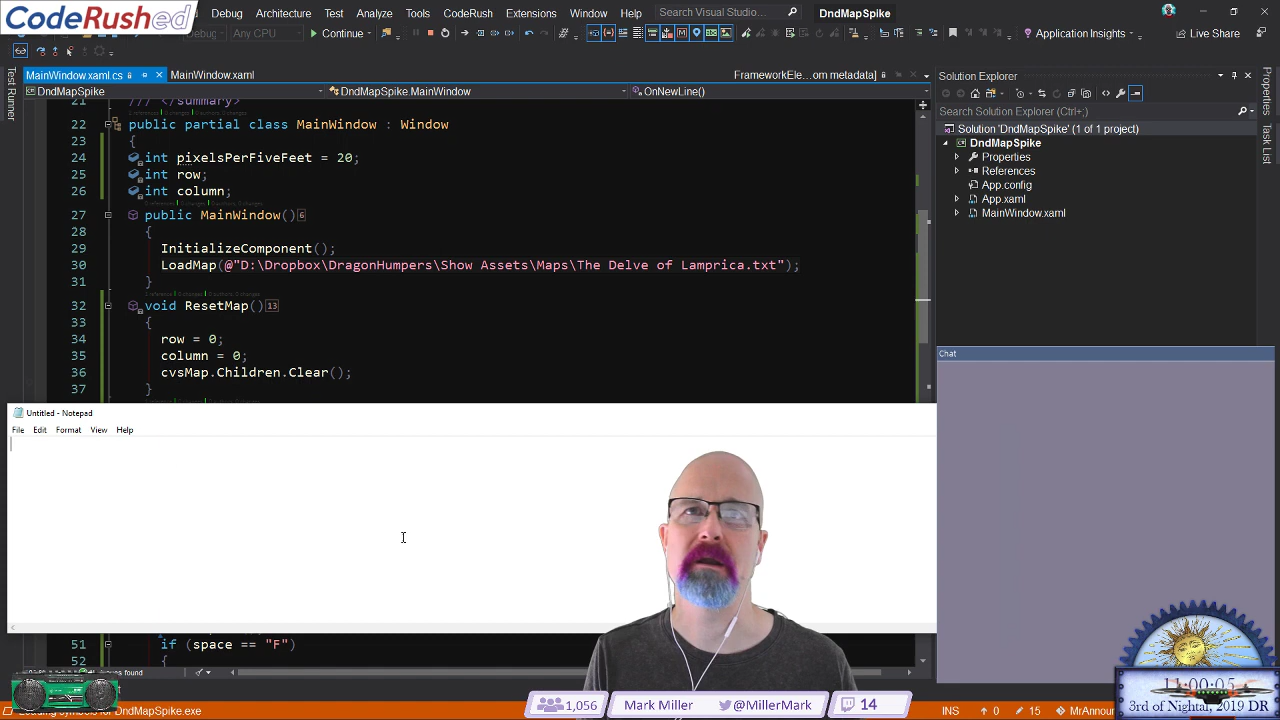 CodeRushed
Debug Architecture Analyze Tools Window Help Search Visual Studio DndMapSpike
Any CPU Continue Application Insights Live Share
MainWindow.xaml.cs MainWindow.xaml FrameworkEle...om metadata] Solution Explorer
DndMapSpike DndMapSpike MainWindow OnNewLine()
Search Solution Explorer (Ctrl+;)
Solution 'DndMapSpike' (1 of 1 project)
DndMapSpike
Properties
References
App.config
App.xaml
MainWindow.xaml
Test Runner
Properties
Task List
21 /// </summary>
22 public partial class MainWindow : Window
23 {
24 int pixelsPerFiveFeet = 20;
25 int row;
26 int column;
27 public MainWindow() 6
28 {
29 InitializeComponent();
30 LoadMap(@"D:\Dropbox\DragonHumpers\Show Assets\Maps\The Delve of Lamprica.txt");
31 }
32 void ResetMap() 13
33 {
34 row = 0;
35 column = 0;
36 cvsMap.Children.Clear();
37 }
Chat
Untitled - Notepad
File Edit Format View Help
51 if (space == "F")
52 {
1,056 Mark Miller @MillerMark 14
DndMapSpike.exe INS 0 15 MrAnnour
3rd of Nightal, 2019 DR